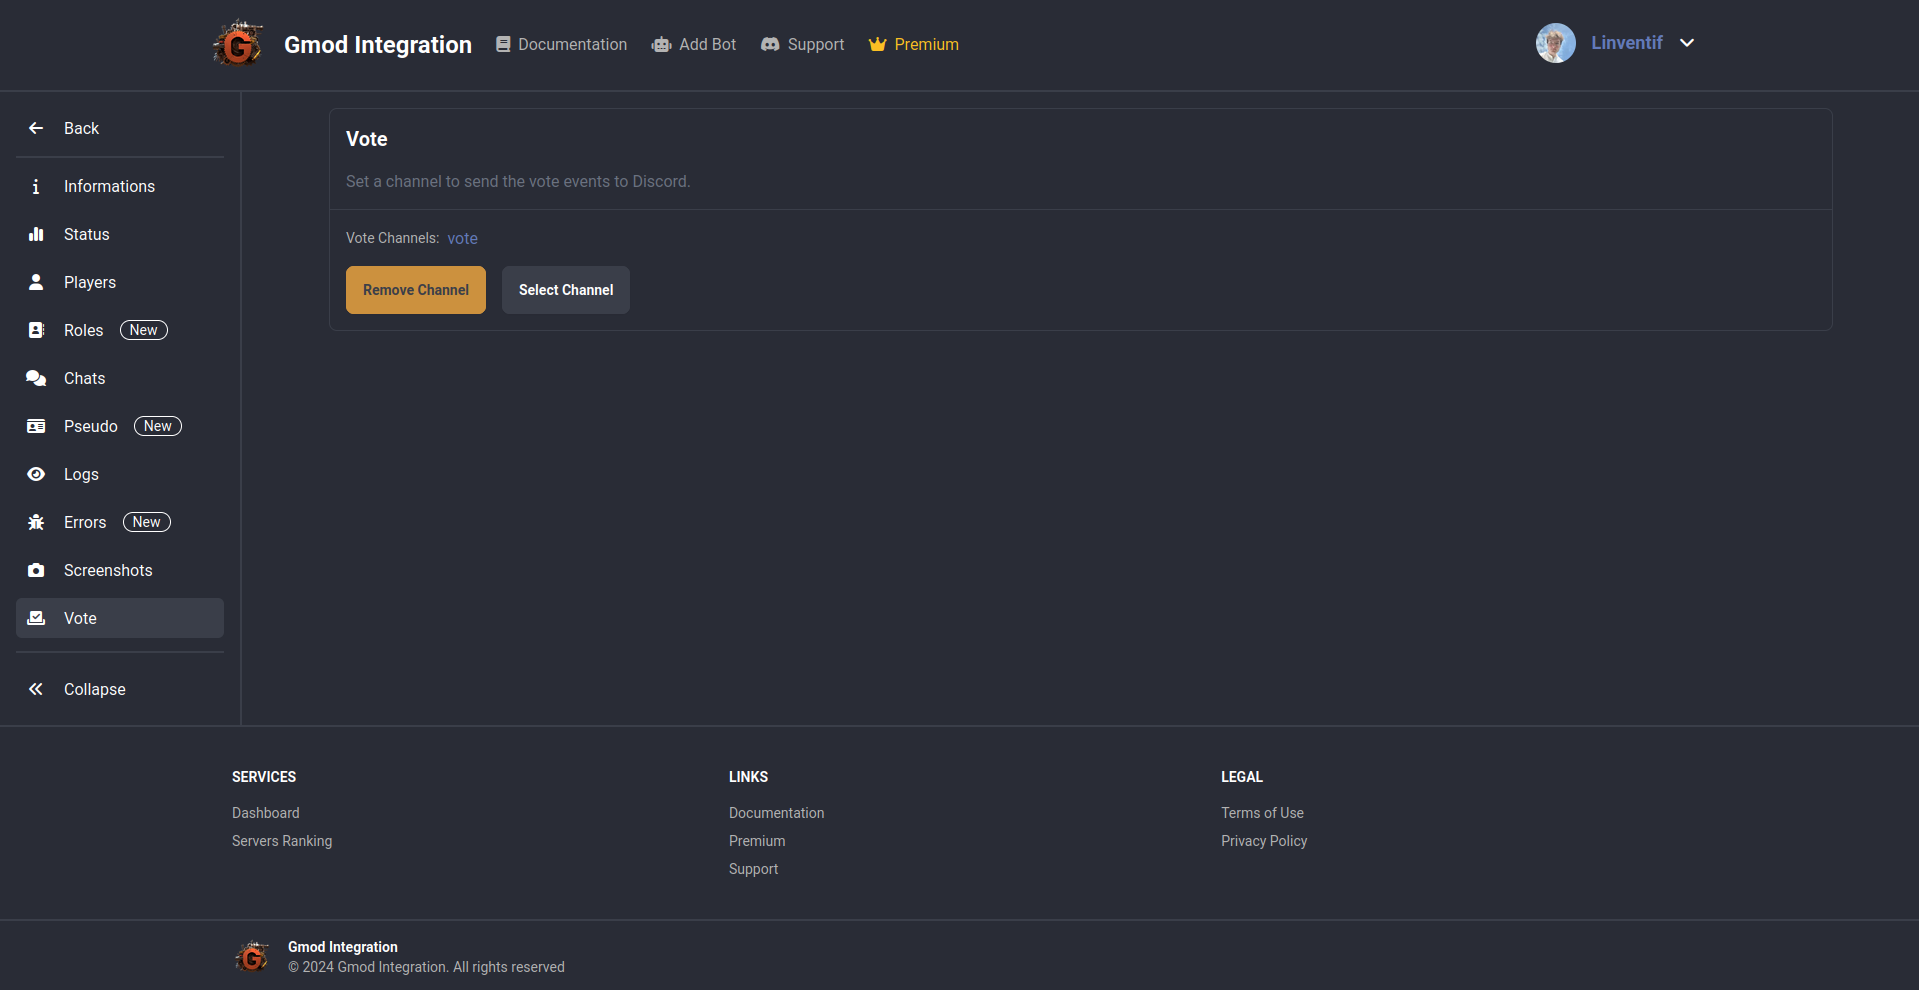 Gmod Integration Documentation Add Bot Support Premium Linventif
Back
Informations
Status
Players
Roles New
Chats
Pseudo New
Logs
Errors New
Screenshots
Vote
Collapse
Vote
Set a channel to send the vote events to Discord.
Vote Channels: vote
Remove Channel Select Channel
SERVICES
Dashboard
Servers Ranking
LINKS
Documentation
Premium
Support
LEGAL
Terms of Use
Privacy Policy
Gmod Integration
© 2024 Gmod Integration. All rights reserved